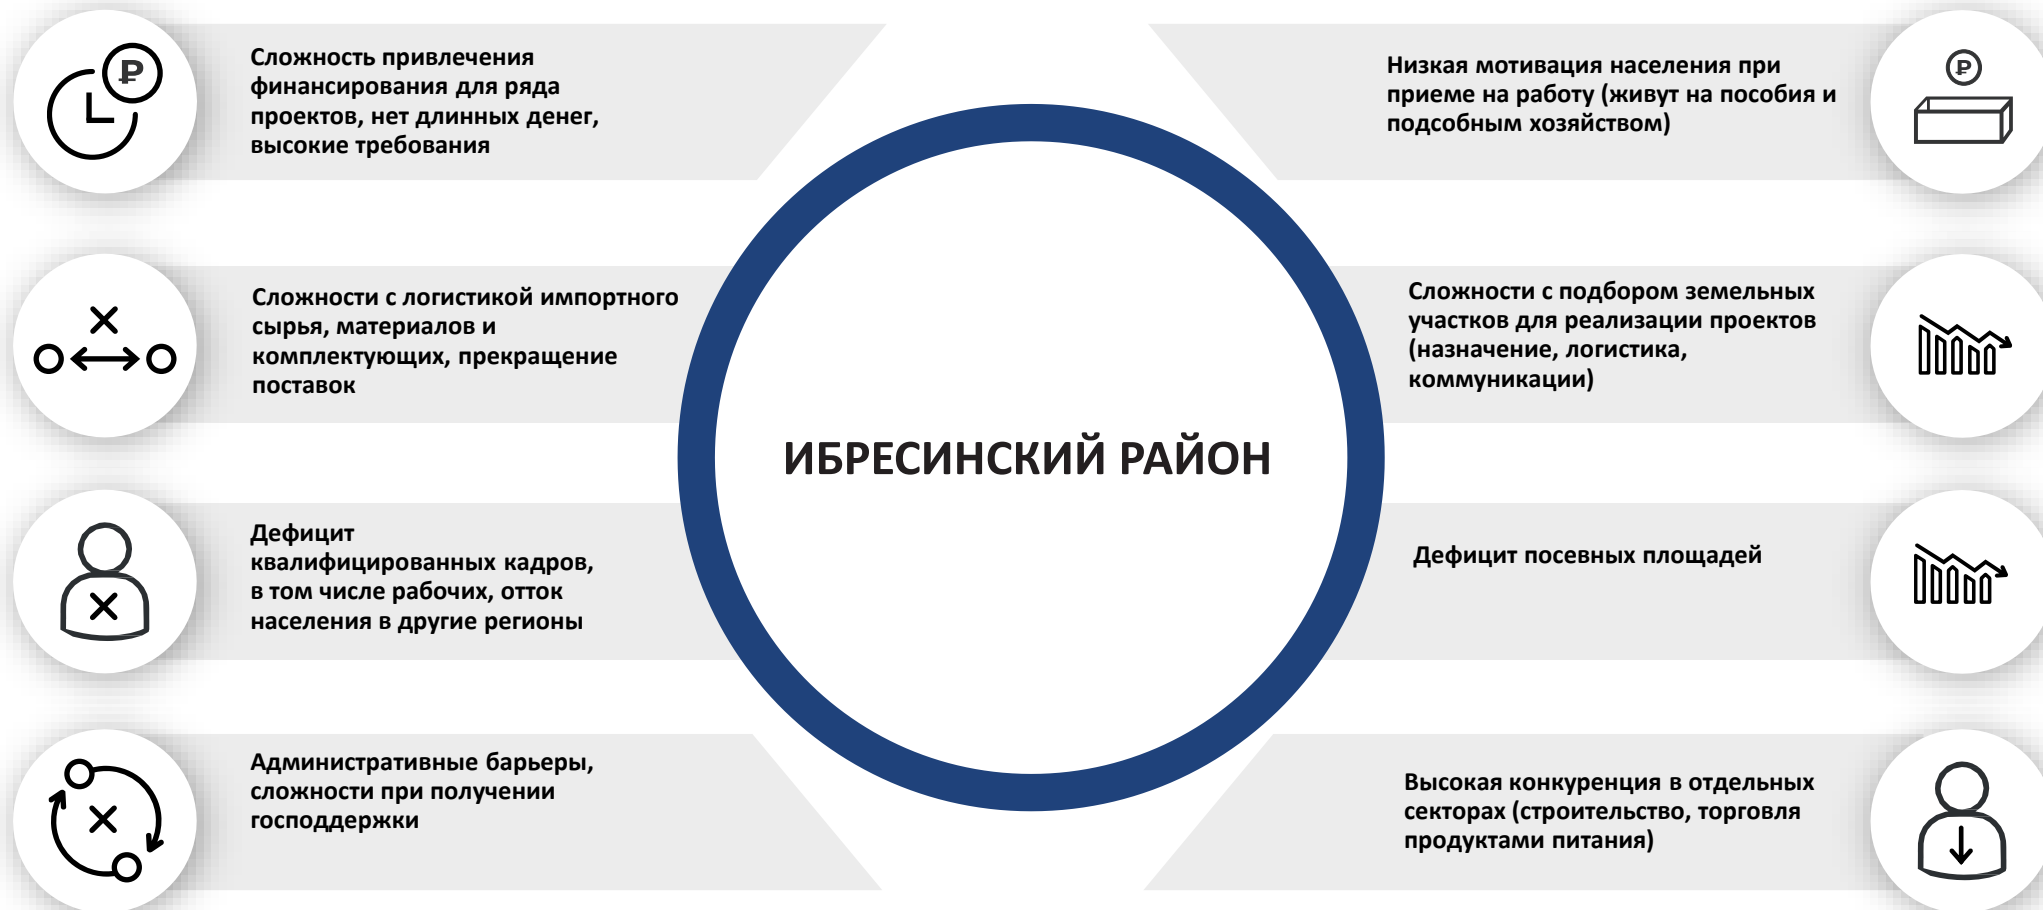 Сложность привлечения
финансирования для ряда
проектов, нет длинных денег,
высокие требования
Сложности с логистикой импортного
сырья, материалов и
комплектующих, прекращение
поставок
Дефицит
квалифицированных кадров,
в том числе рабочих, отток
населения в другие регионы
Административные барьеры,
сложности при получении
господдержки
ИБРЕСИНСКИЙ РАЙОН
Низкая мотивация населения при
приеме на работу (живут на пособия и
подсобным хозяйством)
Сложности с подбором земельных
участков для реализации проектов
(назначение, логистика,
коммуникации)
Дефицит посевных площадей
Высокая конкуренция в отдельных
секторах (строительство, торговля
продуктами питания)